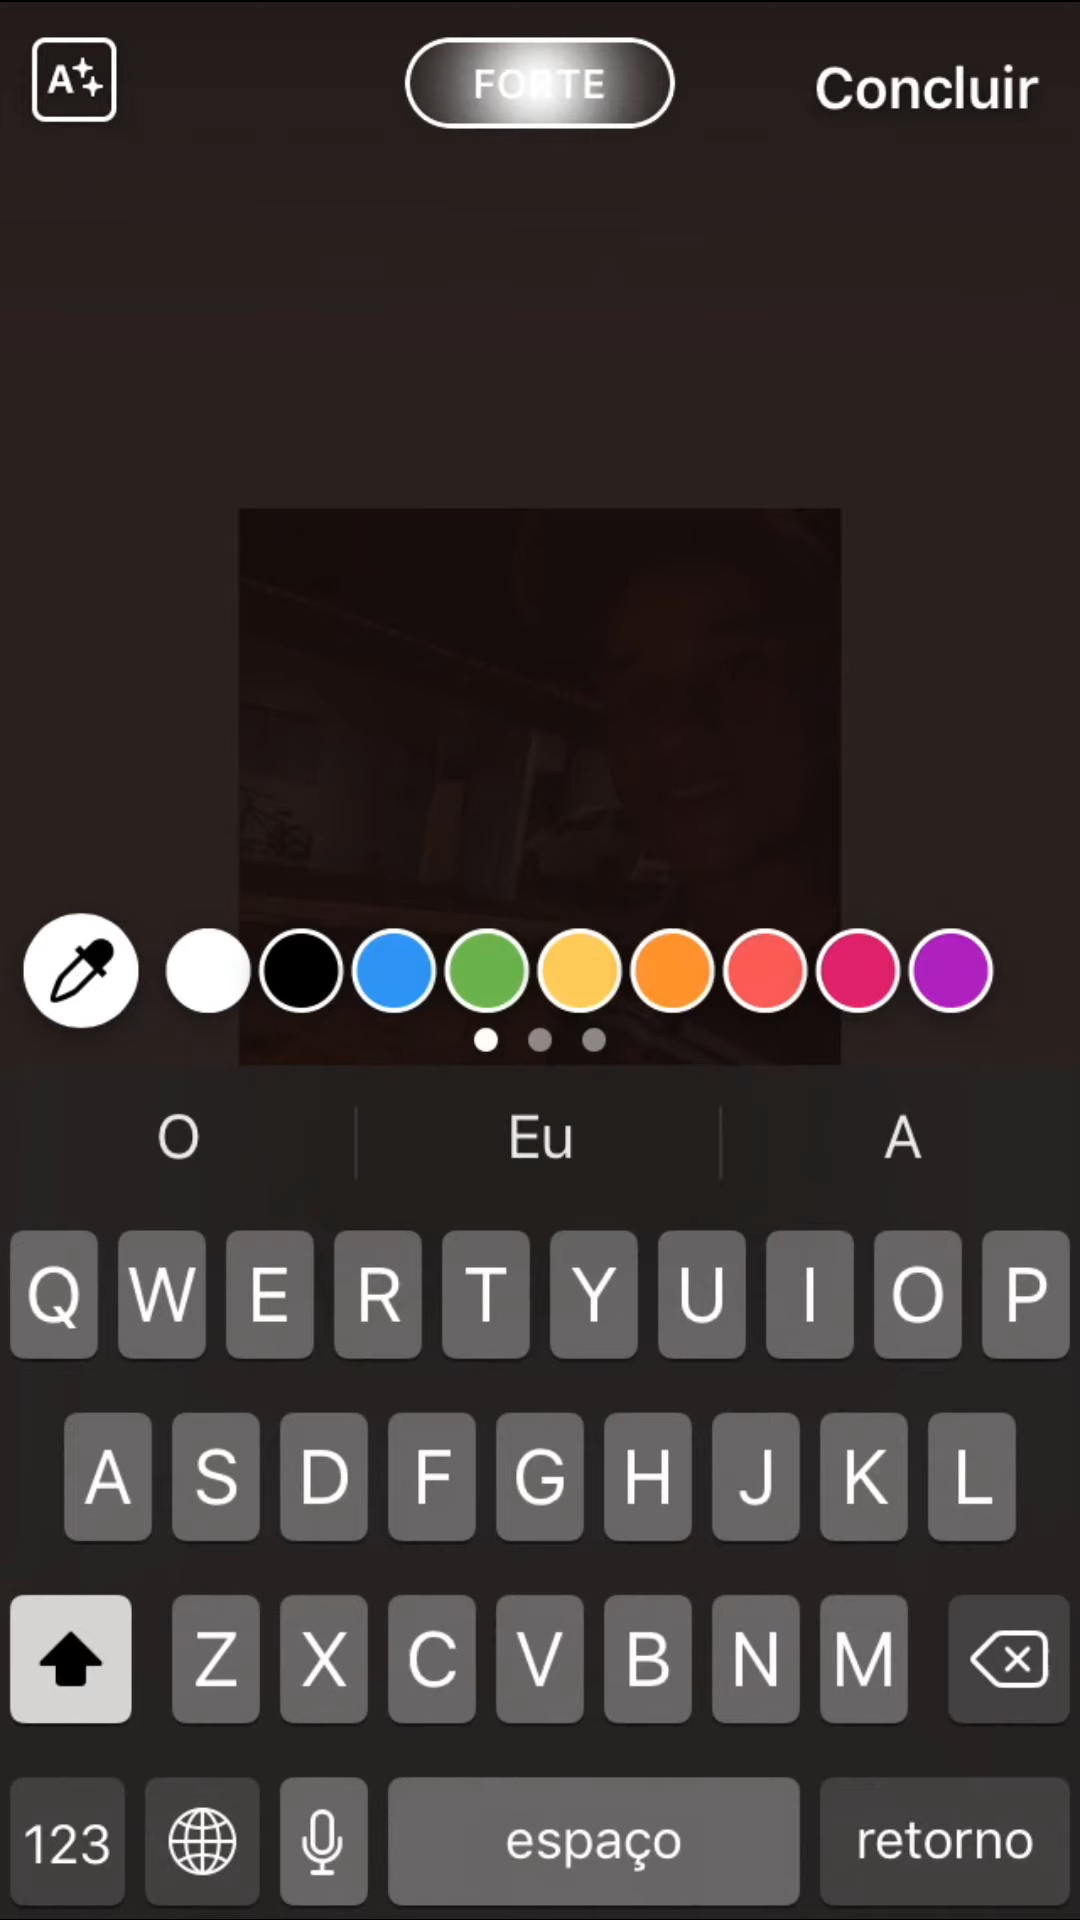 A
FORTE
Concluir
O Eu A
Q W E R T Y U I O P
A S D F G H J K L
Z X C V B N M
123 espaço retorno